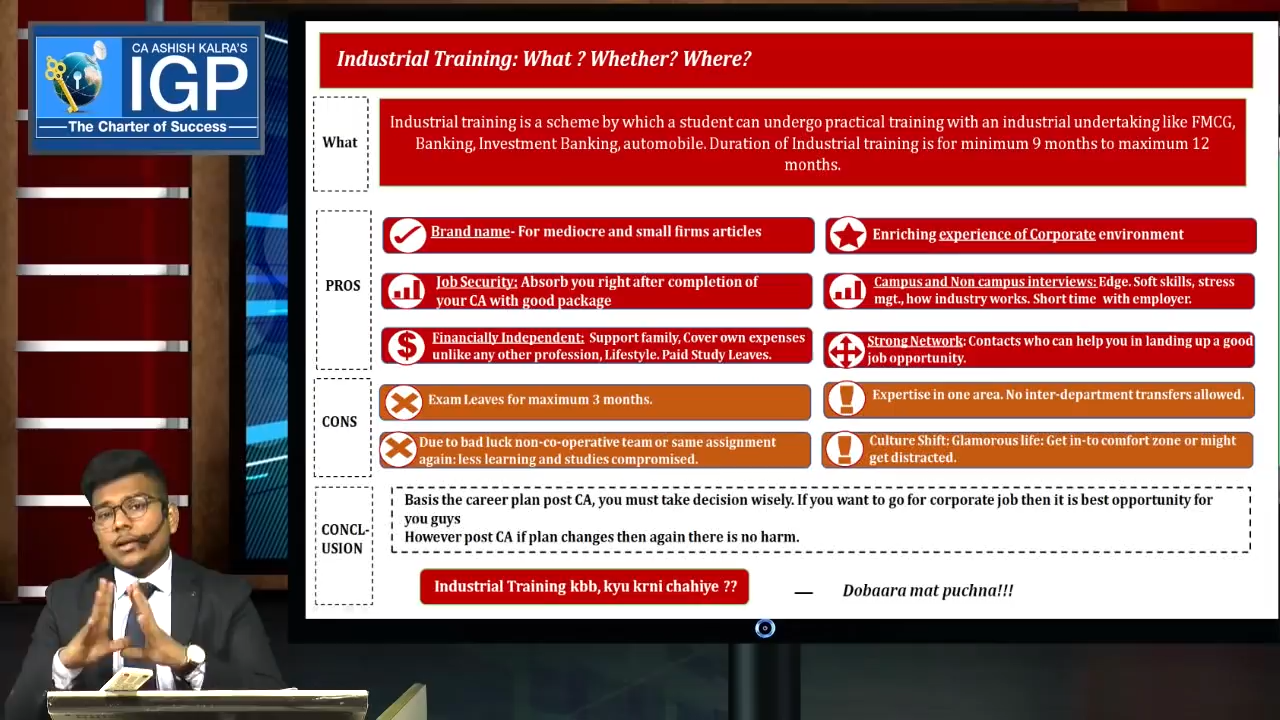 CA ASHISH KALRA'S
IGP
The Charter of Success
Industrial Training: What ? Whether? Where?
What
Industrial training is a scheme by which a student can undergo practical training with an industrial undertaking like FMCG,
Banking, Investment Banking, automobile. Duration of Industrial training is for minimum 9 months to maximum 12
months.
PROS
Brand name- For mediocre and small firms articles
Enriching experience of Corporate environment
Job Security: Absorb you right after completion of
your CA with good package
Campus and Non campus interviews: Edge. Soft skills, stress
mgt., how industry works. Short time with employer.
Financially Independent: Support family, Cover own expenses
unlike any other profession, Lifestyle. Paid Study Leaves.
Strong Network: Contacts who can help you in landing up a good
job opportunity.
CONS
Exam Leaves for maximum 3 months.
Expertise in one area. No inter-department transfers allowed.
Due to bad luck non-co-operative team or same assignment
again: less learning and studies compromised.
Culture Shift: Glamorous life: Get in-to comfort zone or might
get distracted.
CONCL-
USION
Basis the career plan post CA, you must take decision wisely. If you want to go for corporate job then it is best opportunity for
you guys
However post CA if plan changes then again there is no harm.
Industrial Training kbb, kyu krni chahiye ??
— Dobaara mat puchna!!!